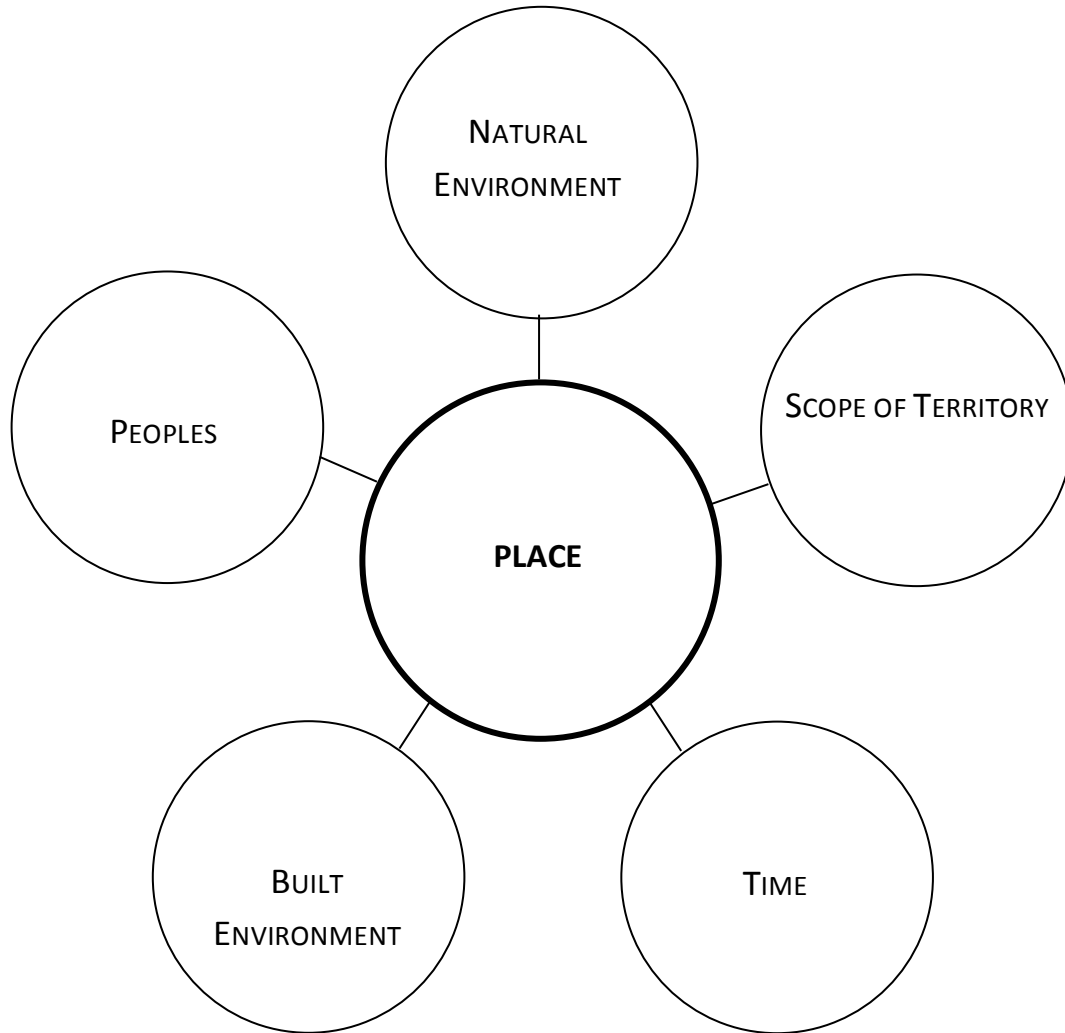 NATURAL
ENVIRONMENT
SCOPE OF TERRITORY
PEOPLES
PLACE
BUILT
ENVIRONMENT
TIME